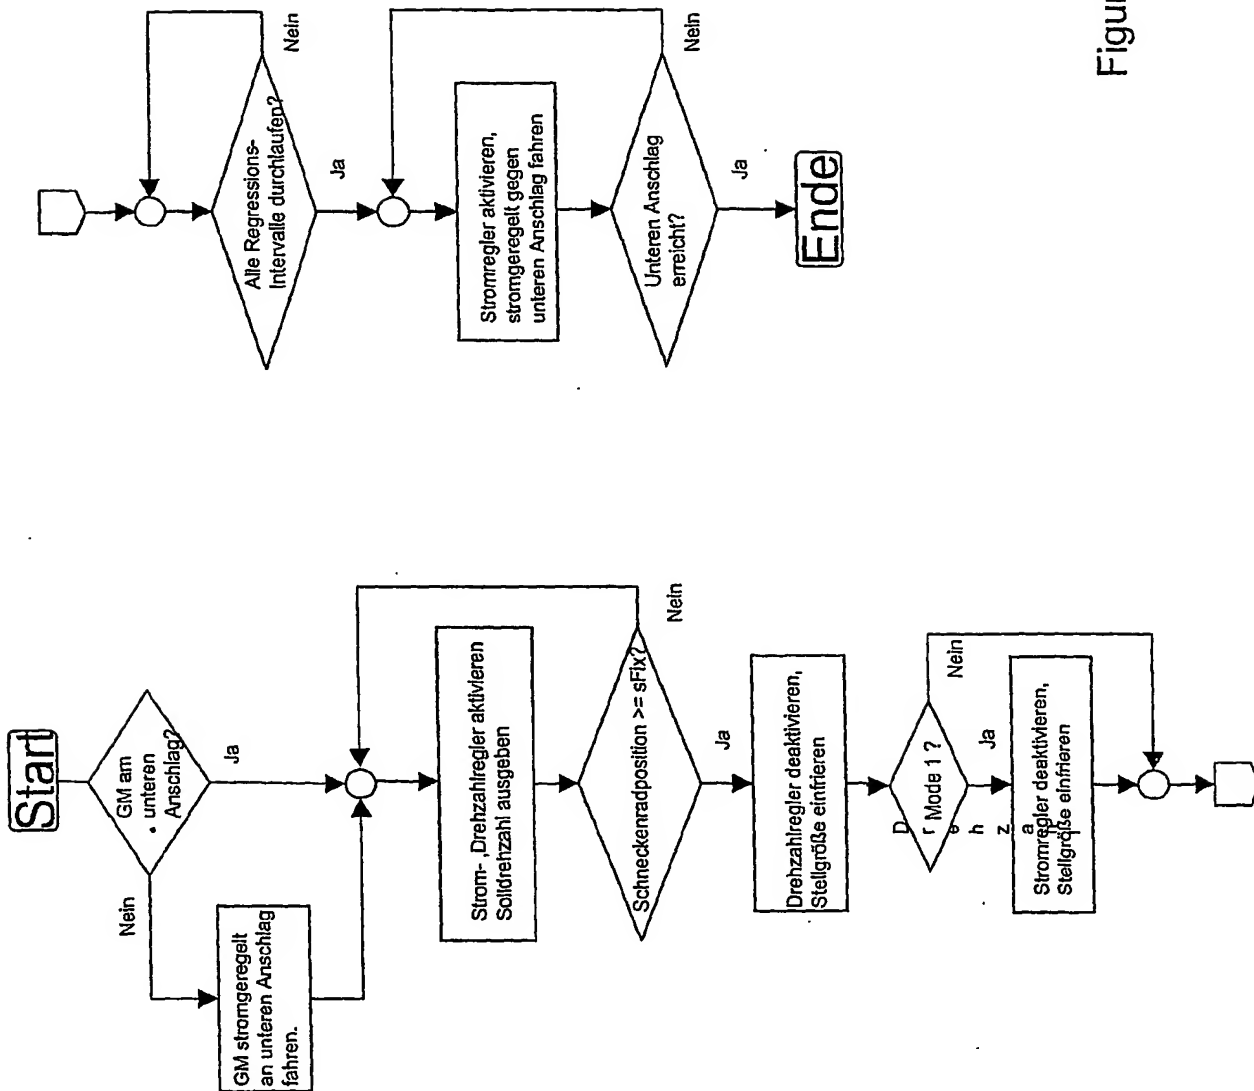 Start
GM am
unteren
Anschlag?
Nein
Ja
GM stromgeregelt
an unteren Anschlag
fahren.
Strom- ,Drehzahlregler aktivieren
Solldrehzahl ausgeben
Schneckenradposition >= sFix?
Nein
Ja
Drehzahlregler deaktivieren,
Stellgröße einfrieren
Mode 1 ?
Nein
Ja
Stromregler deaktivieren,
Stellgröße einfrieren
Alle Regressions-
Intervalle durchlaufen?
Nein
Ja
Stromregler aktivieren,
stromgeregelt gegen
unteren Anschlag fahren
Unteren Anschlag
erreicht?
Nein
Ja
Ende
Figur